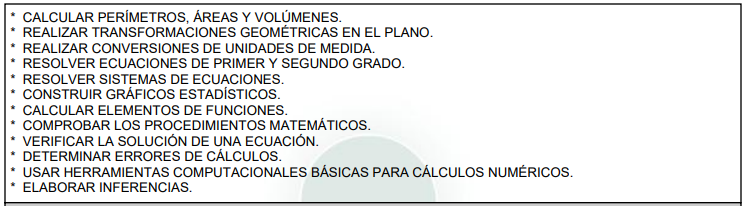 * CALCULAR PERÍMETROS, ÁREAS Y VOLÚMENES.
* REALIZAR TRANSFORMACIONES GEOMÉTRICAS EN EL PLANO.
* REALIZAR CONVERSIONES DE UNIDADES DE MEDIDA.
* RESOLVER ECUACIONES DE PRIMER Y SEGUNDO GRADO.
* RESOLVER SISTEMAS DE ECUACIONES.
* CONSTRUIR GRÁFICOS ESTADÍSTICOS.
* CALCULAR ELEMENTOS DE FUNCIONES.
* COMPROBAR LOS PROCEDIMIENTOS MATEMÁTICOS.
* VERIFICAR LA SOLUCIÓN DE UNA ECUACIÓN.
* DETERMINAR ERRORES DE CÁLCULOS.
* USAR HERRAMIENTAS COMPUTACIONALES BÁSICAS PARA CÁLCULOS NUMÉRICOS.
* ELABORAR INFERENCIAS.